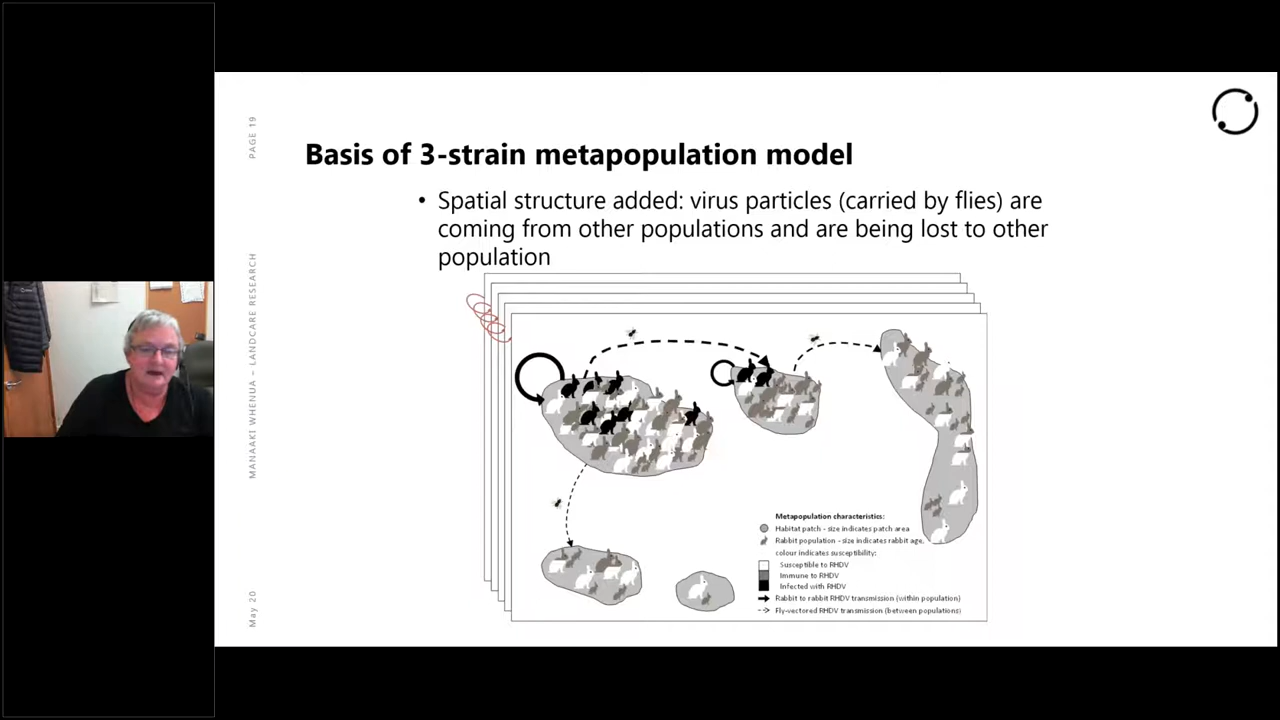 PAGE 19
MANAAKI WHENUA – LANDCARE RESEARCH
May 20
Basis of 3-strain metapopulation model
• Spatial structure added: virus particles (carried by flies) are
coming from other populations and are being lost to other
population
Metapopulation characteristics:
Habitat patch - size indicates patch area
Rabbit population - size indicates rabbit age,
colour indicates susceptibility:
Susceptible to RHDV
Immune to RHDV
Infected with RHDV
Rabbit to rabbit RHDV transmission (within population)
Fly-vectored RHDV transmission (between populations)